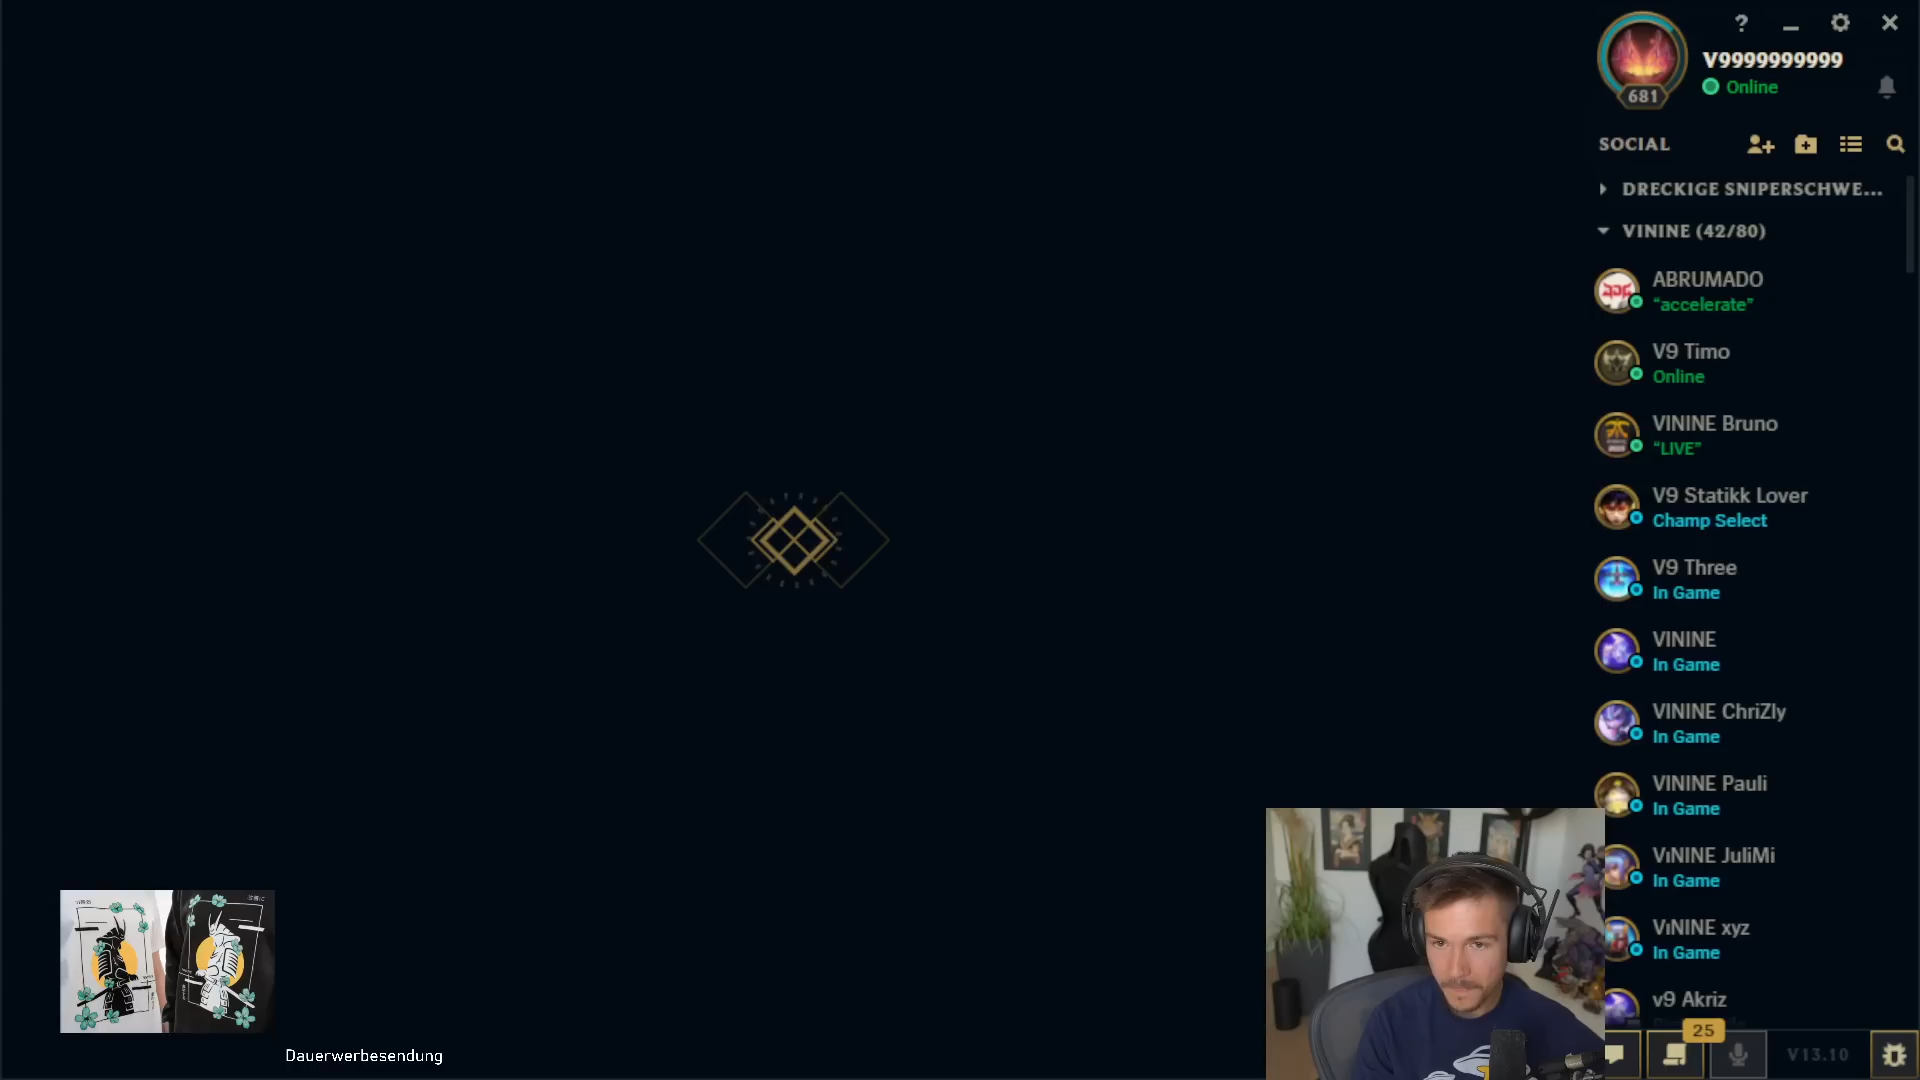 V9999999999
Online
681
SOCIAL
DRECKIGE SNIPERSCHWE...
VININE (42/80)
ABRUMADO
“accelerate”
V9 Timo
Online
VININE Bruno
“LIVE”
V9 Statikk Lover
Champ Select
V9 Three
In Game
VININE
In Game
VININE ChriZly
In Game
VININE Pauli
In Game
VıNINE JuliMi
In Game
VıNINE xyz
In Game
v9 Akriz
25
V13.10
Dauerwerbesendung